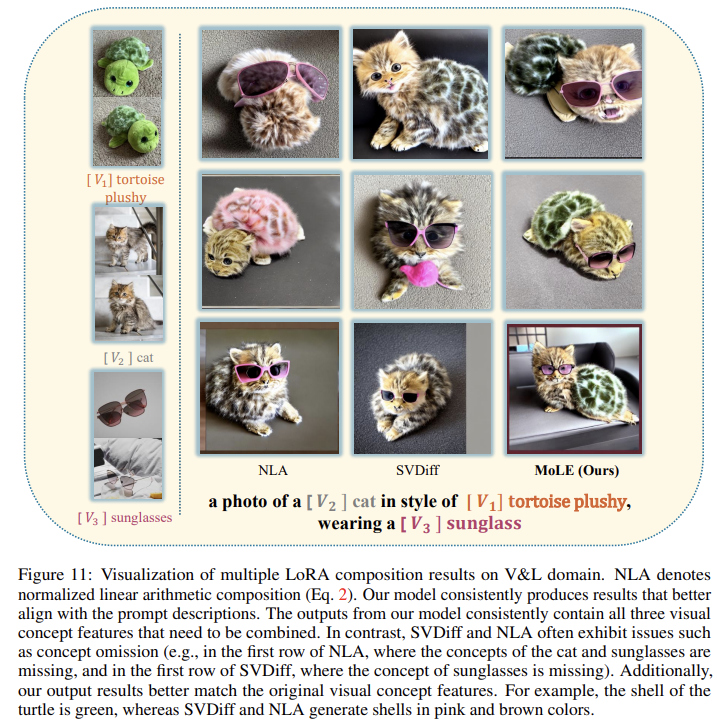 [V₁] tortoise
plushy
[V₂] cat
[V₃] sunglasses
NLA
SVDiff
MoLE (Ours)
a photo of a [V₂] cat in style of [V₁] tortoise plushy,
wearing a [V₃] sunglass
Figure 11: Visualization of multiple LoRA composition results on V&L domain. NLA denotes
normalized linear arithmetic composition (Eq. 2). Our model consistently produces results that better
align with the prompt descriptions. The outputs from our model consistently contain all three visual
concept features that need to be combined. In contrast, SVDiff and NLA often exhibit issues such
as concept omission (e.g., in the first row of NLA, where the concepts of the cat and sunglasses are
missing, and in the first row of SVDiff, where the concept of sunglasses is missing). Additionally,
our output results better match the original visual concept features. For example, the shell of the
turtle is green, whereas SVDiff and NLA generate shells in pink and brown colors.